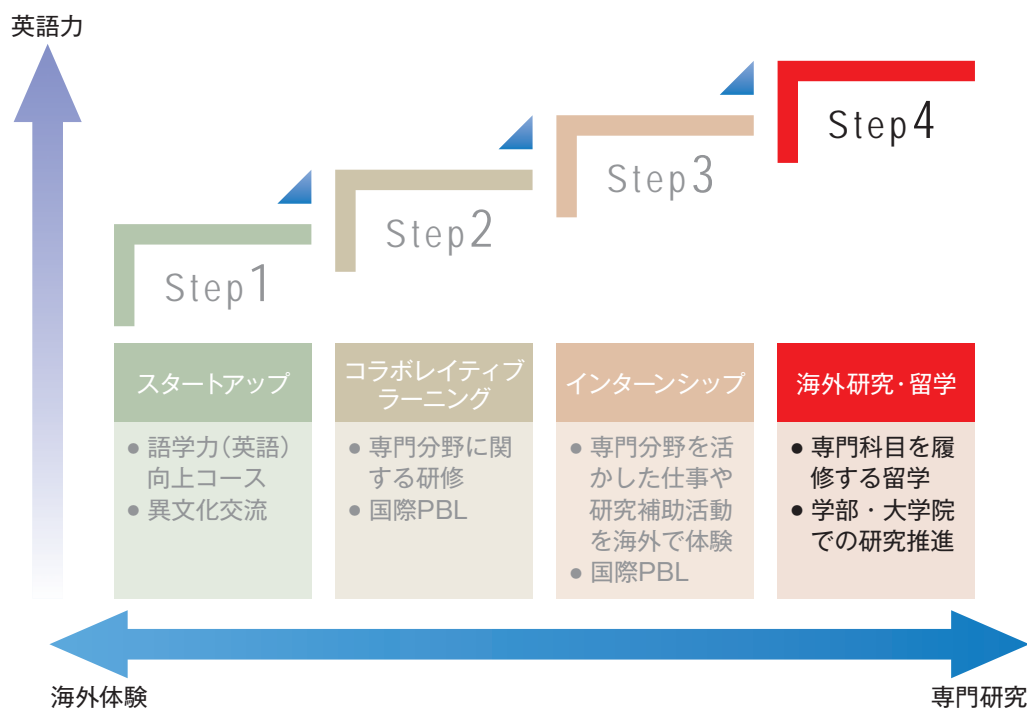 英語力
Step1
Step2
Step3
Step4
スタートアップ
● 語学力(英語)
向上コース
● 異文化交流
コラボレイティブ
ラーニング
● 専門分野に関
する研修
● 国際PBL
インターンシップ
● 専門分野を活
かした仕事や
研究補助活動
を海外で体験
● 国際PBL
海外研究・留学
● 専門科目を履
修する留学
● 学部・大学院
での研究推進
海外体験
専門研究